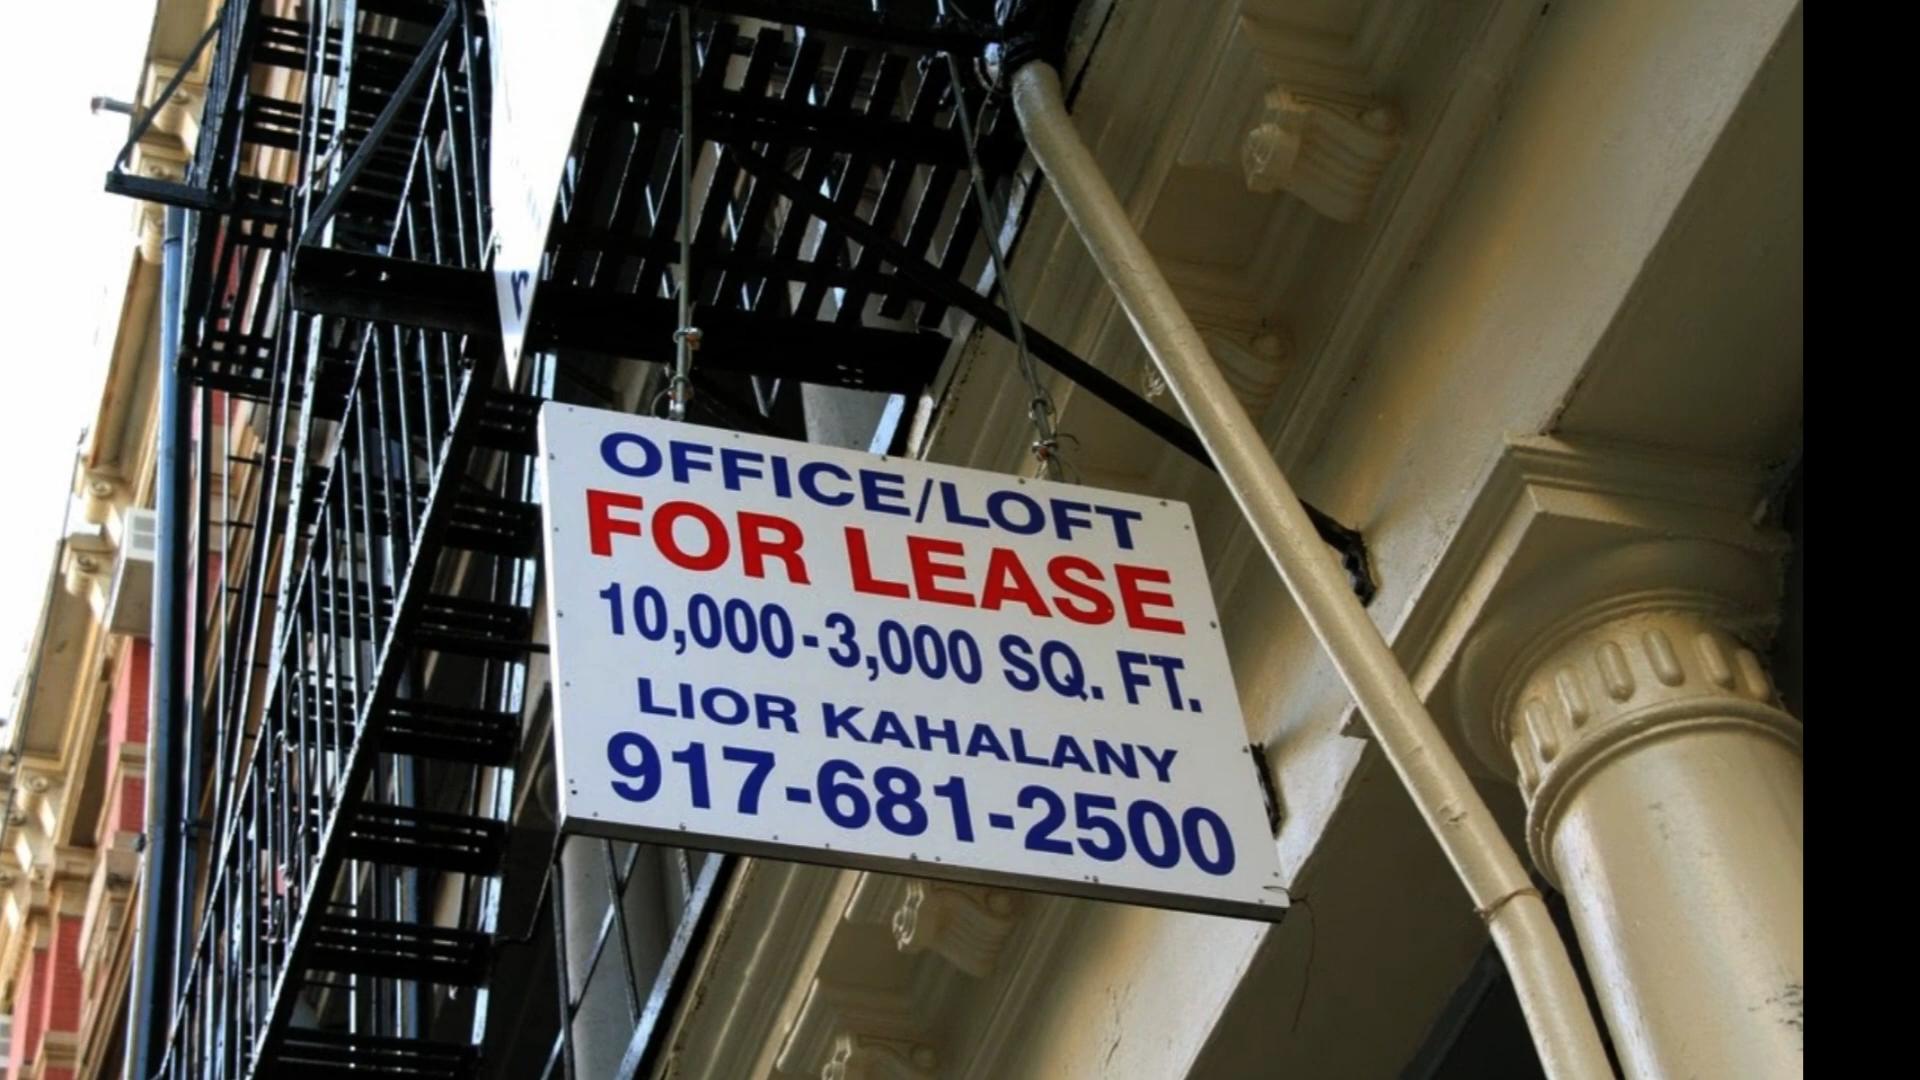 OFFICE/LOFT
FOR LEASE
10,000-3,000 SQ. FT.
LIOR KAHALANY
917-681-2500